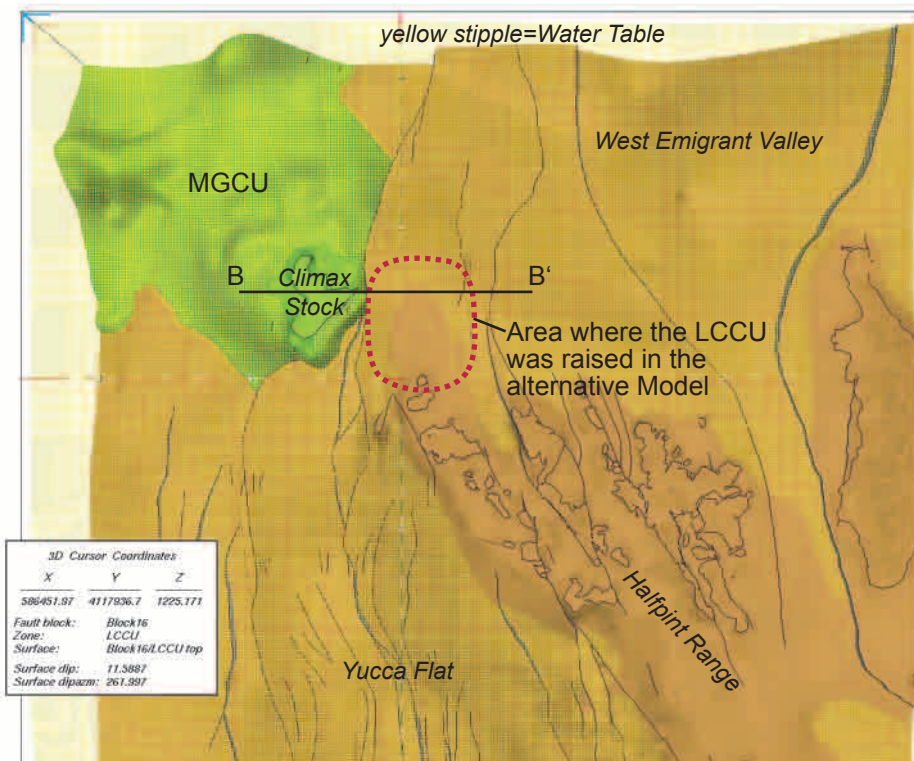 yellow stipple=Water Table
West Emigrant Valley
MGCU
B
Climax
Stock
B‘
Area where the LCCU
was raised in the
alternative Model
3D Cursor Coordinates
X Y Z
586451.97 4117936.7 1225.171
Fault block: Block16
Zone: LCCU
Surface: Block16/LCCU top
Surface dip: 11.5887
Surface dipazm: 261.997
Halfpint Range
Yucca Flat